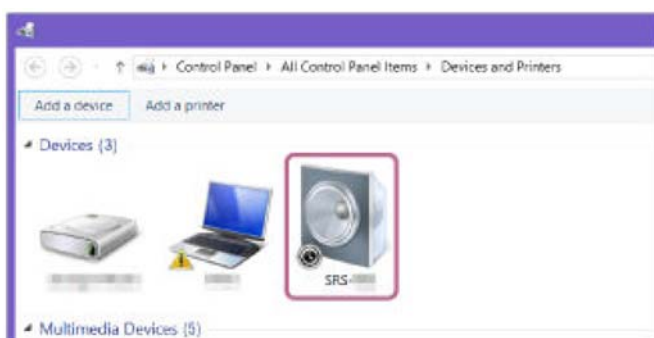 Control Panel ▸ All Control Panel Items ▸ Devices and Printers
Add a device Add a printer
Devices (3)
SRS-
Multimedia Devices (5)